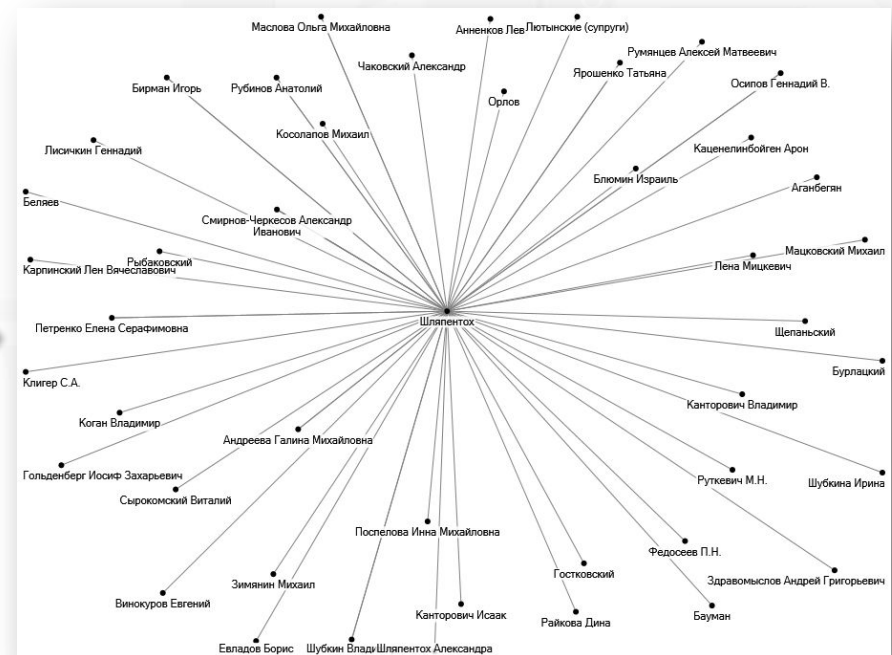 Маслова Ольга Михайловна
Анненков Лев
Лютынские (супруги)
Румянцев Алексей Матвеевич
Чаковский Александр
Ярошенко Татьяна
Осипов Геннадий В.
Бирман Игорь
Рубинов Анатолий
Орлов
Косолапов Михаил
Каценелинбойген Арон
Лисичкин Геннадий
Блюмин Израиль
Аганбегян
Беляев
Смирнов-Черкесов Александр
Иванович
Мацковский Михаил
Рыбаковский
Лена Мицкевич
Карпинский Лен Вячеславович
Шляпентох
Петренко Елена Серафимовна
Щепаньский
Бурлацкий
Клигер С.А.
Канторович Владимир
Коган Владимир
Андреева Галина Михайловна
Гольденберг Иосиф Захарьевич
Руткевич М.Н.
Шубкина Ирина
Сырокомский Виталий
Поспелова Инна Михайловна
Федосеев П.Н.
Гостковский
Здравомыслов Андрей Григорьевич
Зимянин Михаил
Винокуров Евгений
Канторович Исаак
Райкова Дина
Бауман
Евладов Борис
Шубкин Влади
Шляпентох Александра